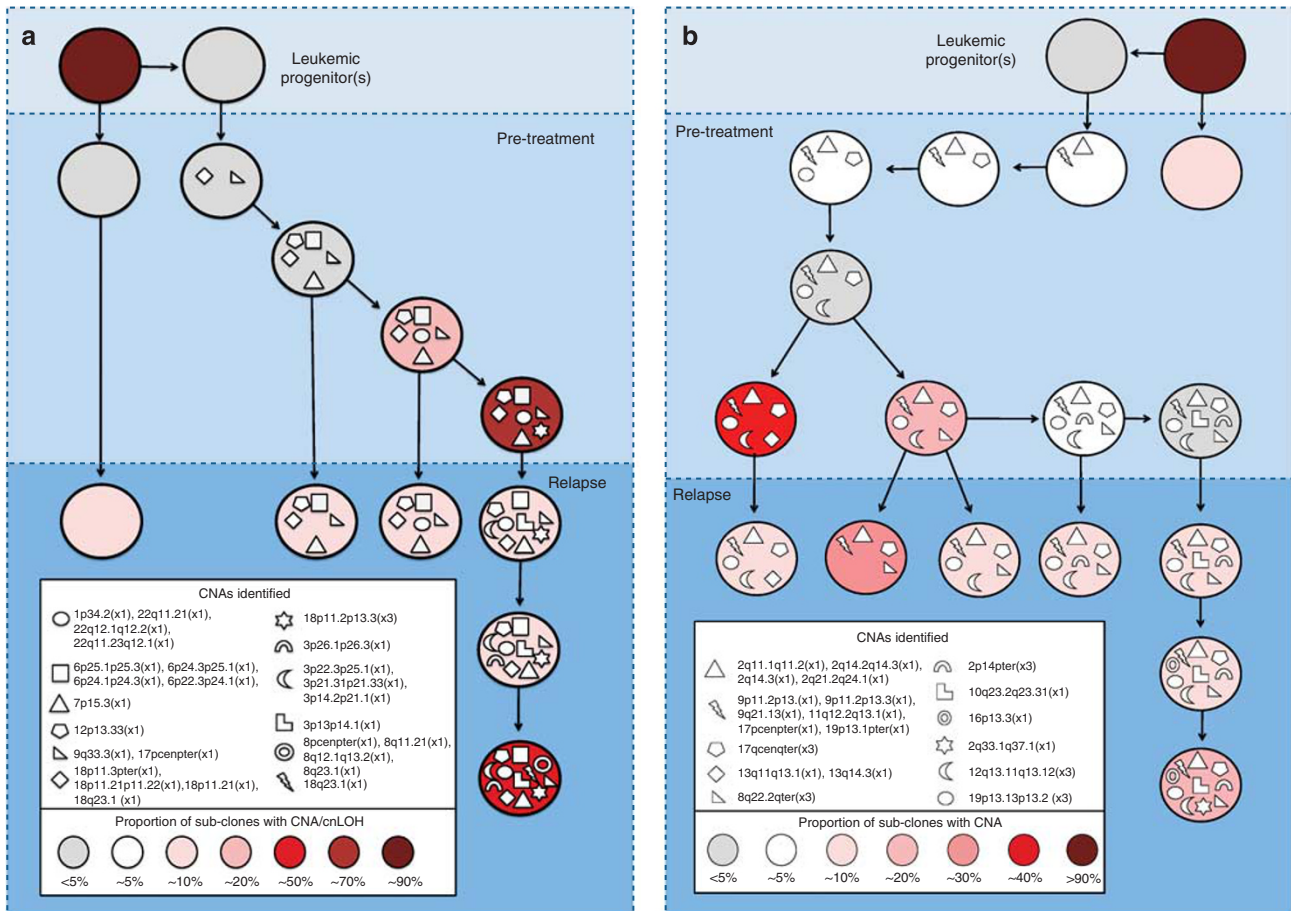 a
Leukemic
progenitor(s)
Pre-treatment
Relapse
CNAs identified
1p34.2(x1), 22q11.21(x1),
22q12.1q12.2(x1),
22q11.23q12.1(x1)
6p25.1p25.3(x1), 6p24.3p25.1(x1),
6p24.1p24.3(x1), 6p22.3p24.1(x1),
7p15.3(x1)
12p13.33(x1)
9q33.3(x1), 17pcenpter(x1)
18p11.3pter(x1),
18p11.21p11.22(x1),18p11.21(x1),
18q23.1 (x1)
18p11.2p13.3(x3)
3p26.1p26.3(x1)
3p22.3p25.1(x1),
3p21.31p21.33(x1),
3p14.2p21.1(x1)
3p13p14.1(x1)
8pcenpter(x1), 8q11.21(x1),
8q12.1q13.2(x1),
8q23.1(x1)
18q23.1(x1)
Proportion of sub-clones with CNA/cnLOH
<5% ~5% ~10% ~20% ~50% ~70% ~90%
b
Leukemic
progenitor(s)
Pre-treatment
Relapse
CNAs identified
2q11.1q11.2(x1), 2q14.2q14.3(x1),
2q14.3(x1), 2q21.2q24.1(x1)
9p11.2p13.(x1), 9p11.2p13.3(x1),
9q21.13(x1), 11q12.2q13.1(x1),
17pcenpter(x1), 19p13.1pter(x1)
17qcenqter(x3)
13q11q13.1(x1), 13q14.3(x1)
8q22.2qter(x3)
2p14pter(x3)
10q23.2q23.31(x1)
16p13.3(x1)
2q33.1q37.1(x1)
12q13.11q13.12(x3)
19p13.13p13.2 (x3)
Proportion of sub-clones with CNA
<5% ~5% ~10% ~20% ~30% ~40% >90%